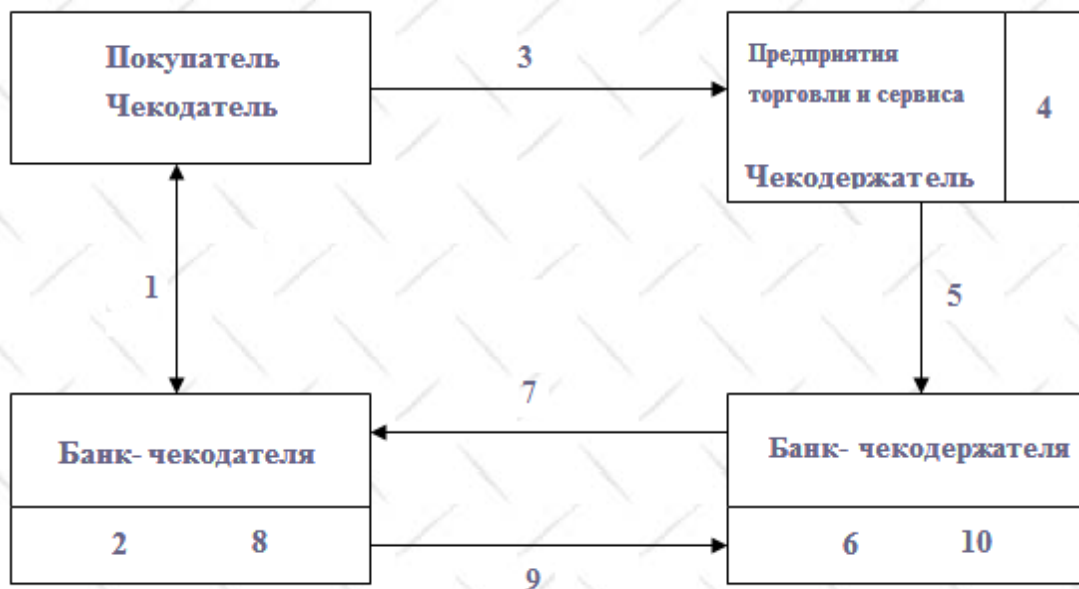 Покупатель
Чекодатель
3
Предприятия
торговли и сервиса
Чекодержатель
4
1
5
7
Банк- чекодателя
Банк- чекодержателя
2 8
6 10
9